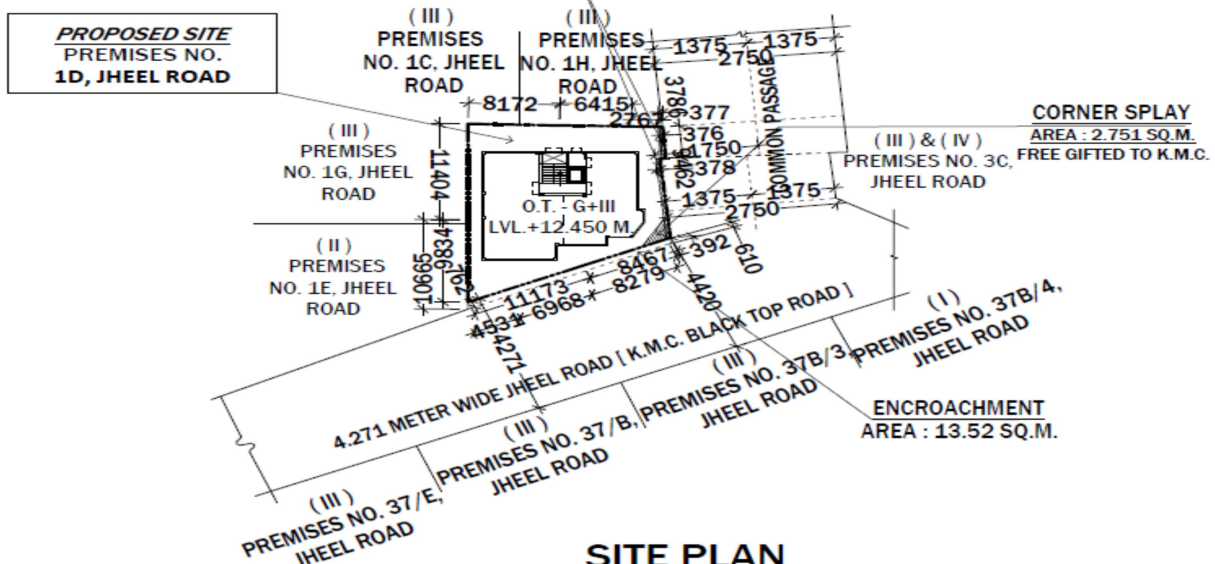 PROPOSED SITE
PREMISES NO.
1D, JHEEL ROAD
( III )
PREMISES
NO. 1C, JHEEL
ROAD
( III )
PREMISES
NO. 1H, JHEEL
ROAD
1375
1375
2750
COMMON PASSAGE
8172
6415
2767
3786
377
376
1750
3462
378
1375
1375
2750
CORNER SPLAY
AREA : 2.751 SQ.M.
FREE GIFTED TO K.M.C.
( III ) & ( IV )
PREMISES NO. 3C,
JHEEL ROAD
( III )
PREMISES
NO. 1G, JHEEL
ROAD
11404
O.T. - G+III
LVL.+12.450 M.
( II )
PREMISES
NO. 1E, JHEEL
ROAD
10665
9834
762
11173
8467
392
610
4531
6968
8279
4271
4420
4.271 METER WIDE JHEEL ROAD [ K.M.C. BLACK TOP ROAD ]
( I )
PREMISES NO. 37B/4,
JHEEL ROAD
( III )
PREMISES NO. 37B/3,
JHEEL ROAD
( III )
PREMISES NO. 37/B,
JHEEL ROAD
( III )
PREMISES NO. 37/E,
JHEEL ROAD
ENCROACHMENT
AREA : 13.52 SQ.M.
SITE PLAN